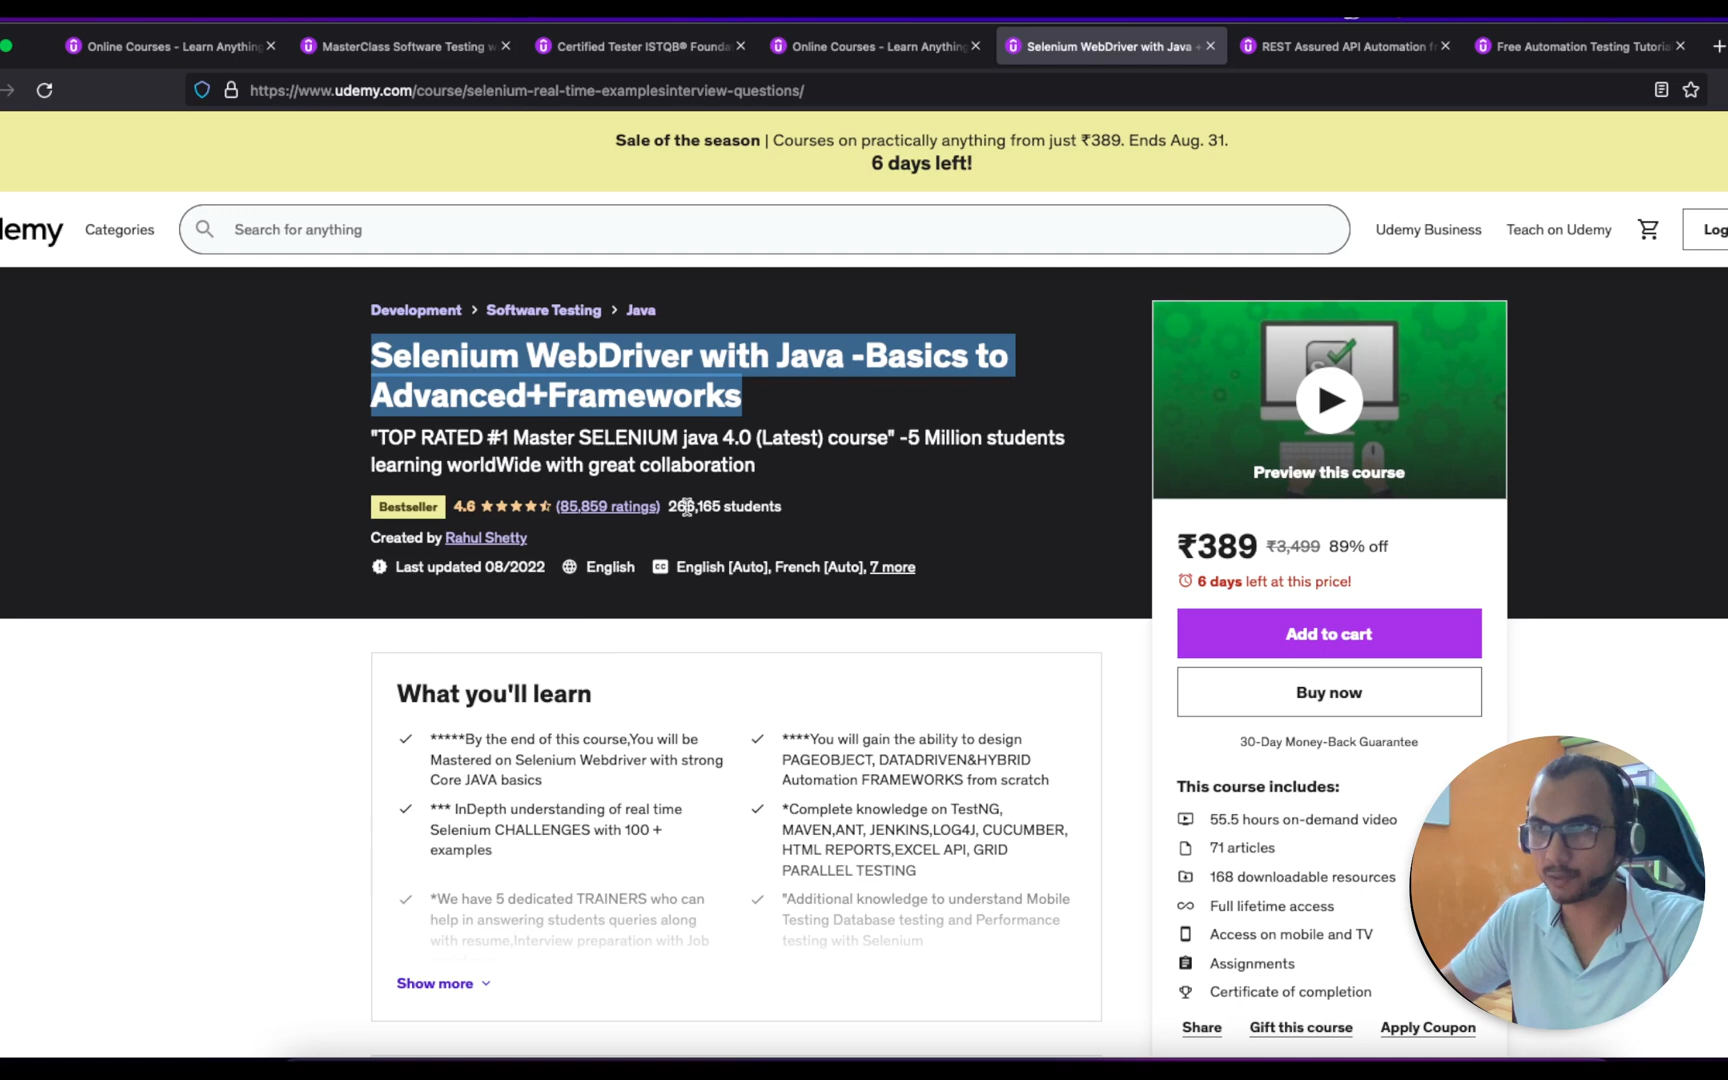 Online Courses - Learn Anything
MasterClass Software Testing w
Certified Tester ISTQB® Founda
Online Courses - Learn Anything
Selenium WebDriver with Java -
REST Assured API Automation f
Free Automation Testing Tutoria
https://www.udemy.com/course/selenium-real-time-examplesinterview-questions/
Sale of the season | Courses on practically anything from just ₹389. Ends Aug. 31.
6 days left!
demy
Categories
Search for anything
Udemy Business
Teach on Udemy
Log
Development > Software Testing > Java
Selenium WebDriver with Java -Basics to
Advanced+Frameworks
"TOP RATED #1 Master SELENIUM java 4.0 (Latest) course" -5 Million students
learning worldWide with great collaboration
Bestseller 4.6 (85,859 ratings) 266,165 students
Created by Rahul Shetty
Last updated 08/2022 English English [Auto], French [Auto], 7 more
Preview this course
₹389 ₹3,499 89% off
6 days left at this price!
Add to cart
Buy now
30-Day Money-Back Guarantee
This course includes:
55.5 hours on-demand video
71 articles
168 downloadable resources
Full lifetime access
Access on mobile and TV
Assignments
Certificate of completion
Share Gift this course Apply Coupon
What you'll learn
*****By the end of this course,You will be
Mastered on Selenium Webdriver with strong
Core JAVA basics
****You will gain the ability to design
PAGEOBJECT, DATADRIVEN&HYBRID
Automation FRAMEWORKS from scratch
*** InDepth understanding of real time
Selenium CHALLENGES with 100 +
examples
*Complete knowledge on TestNG,
MAVEN,ANT, JENKINS,LOG4J, CUCUMBER,
HTML REPORTS,EXCEL API, GRID
PARALLEL TESTING
*We have 5 dedicated TRAINERS who can
help in answering students queries along
with resume,Interview preparation with Job
"Additional knowledge to understand Mobile
Testing Database testing and Performance
testing with Selenium
Show more